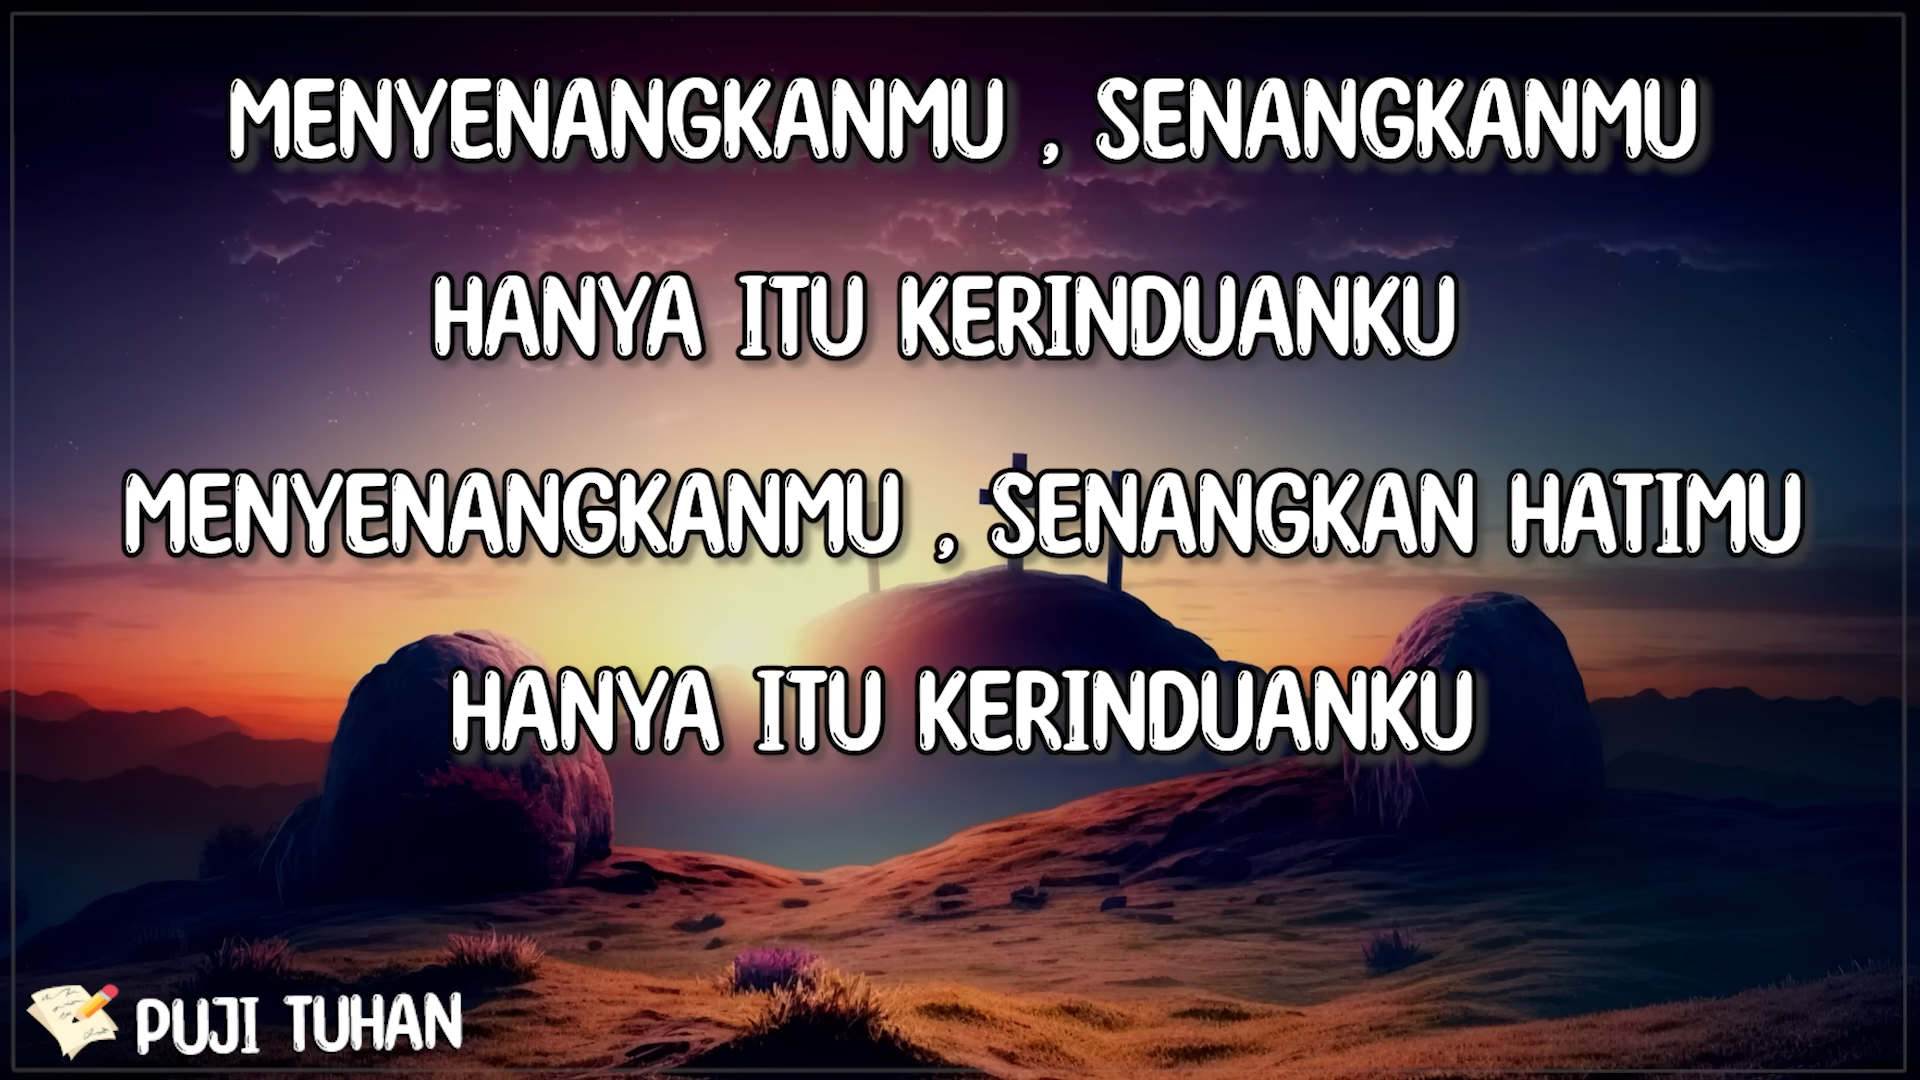 MENYENANGKANMU , SENANGKANMU
HANYA ITU KERINDUANKU
MENYENANGKANMU , SENANGKAN HATIMU
HANYA ITU KERINDUANKU
PUJI TUHAN